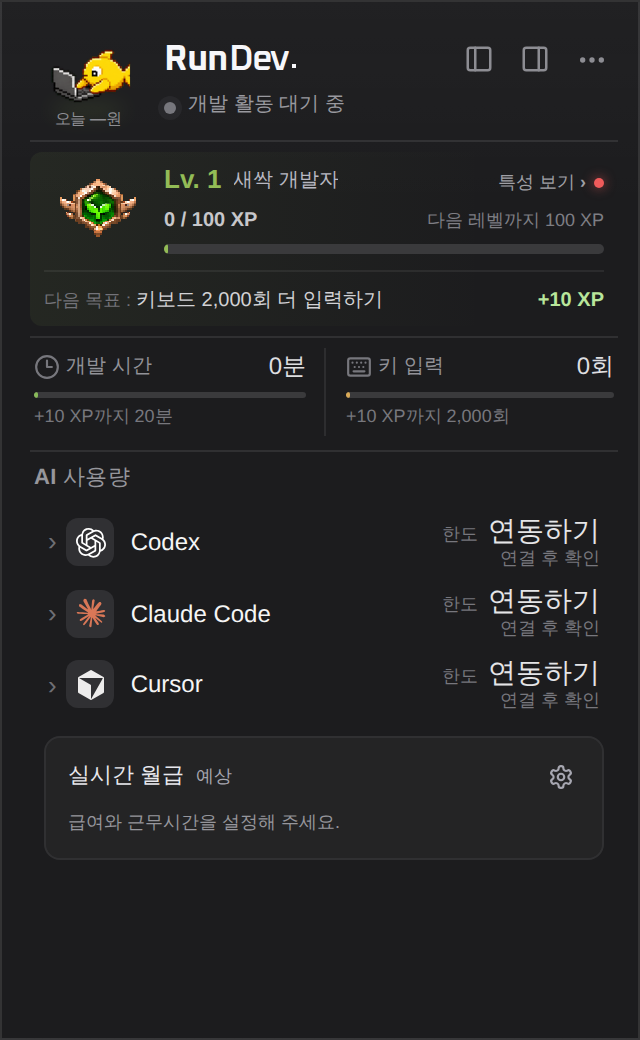 RunDev.
개발 활동 대기 중
오늘 —원
Lv. 1 새싹 개발자
특성 보기 ›
0 / 100 XP
다음 레벨까지 100 XP
다음 목표 : 키보드 2,000회 더 입력하기
+10 XP
개발 시간 0분
+10 XP까지 20분
키 입력 0회
+10 XP까지 2,000회
AI 사용량
Codex 한도 연동하기
연결 후 확인
Claude Code 한도 연동하기
연결 후 확인
Cursor 한도 연동하기
연결 후 확인
실시간 월급 예상
급여와 근무시간을 설정해 주세요.